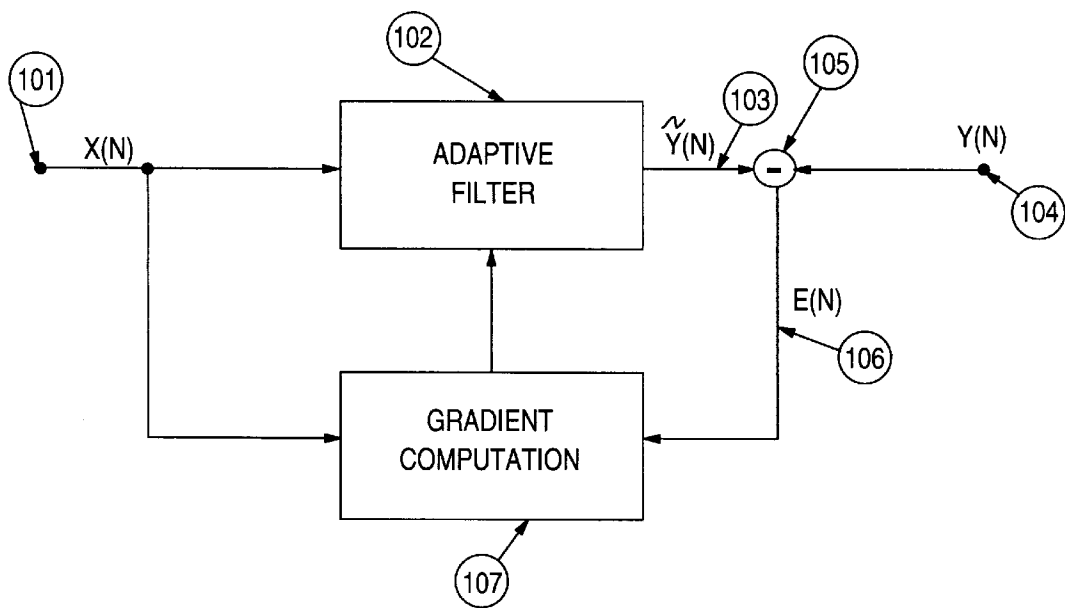 102
105
101
103
X(N)
ADAPTIVE
FILTER
Ỹ(N)
-
Y(N)
104
E(N)
106
GRADIENT
COMPUTATION
107